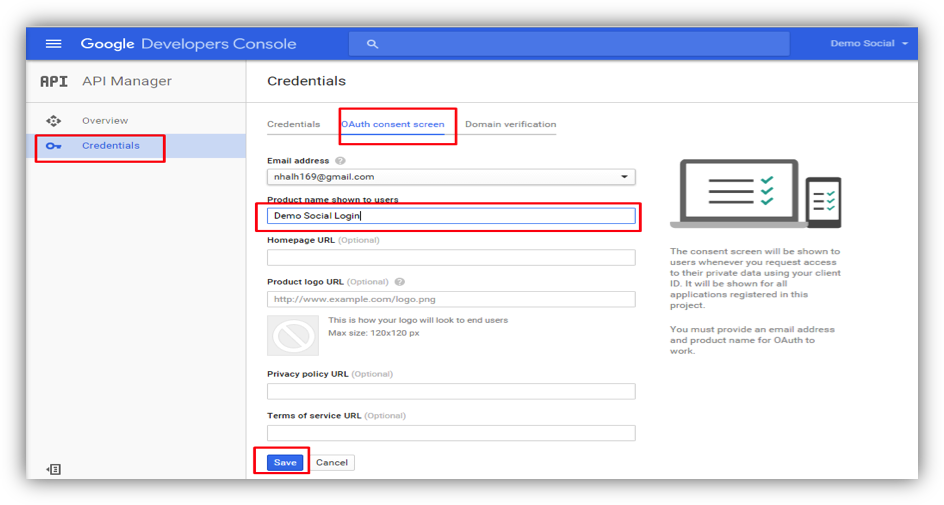 Google Developers Console
Demo Social
API API Manager
Credentials
Overview
Credentials
Credentials
OAuth consent screen
Domain verification
Email address
nhalh169@gmail.com
Product name shown to users
Demo Social Login
Homepage URL (Optional)
Product logo URL (Optional)
http://www.example.com/logo.png
This is how your logo will look to end users
Max size: 120x120 px
Privacy policy URL (Optional)
Terms of service URL (Optional)
Save
Cancel
The consent screen will be shown to
users whenever you request access
to their private data using your client
ID. It will be shown for all
applications registered in this
project.
You must provide an email address
and product name for OAuth to
work.